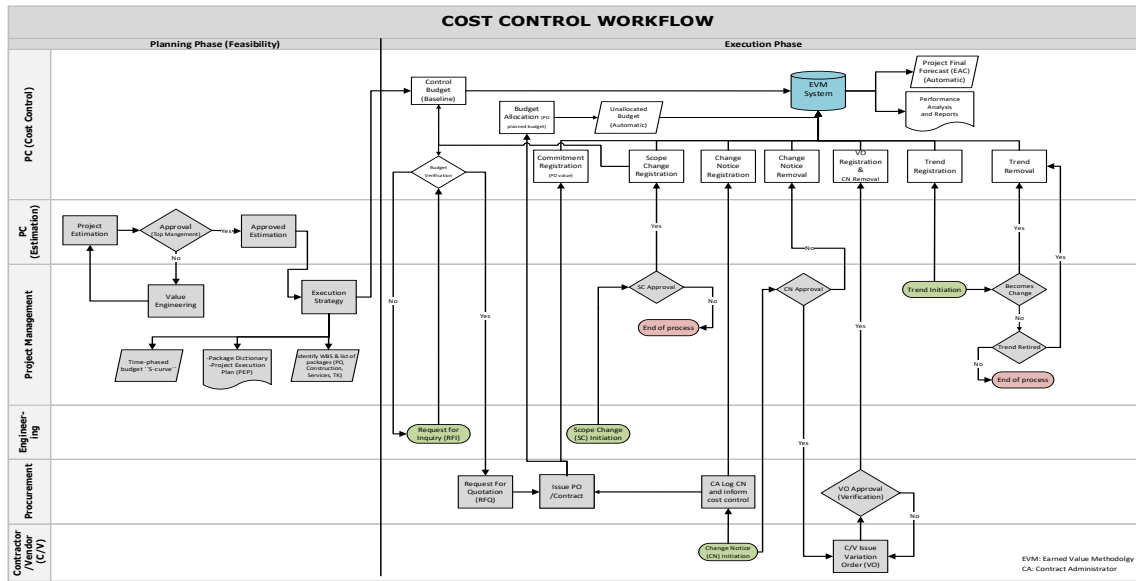 COST CONTROL WORKFLOW
Planning Phase (Feasibility)
Execution Phase
PC (Cost Control)
Control
Budget
(Baseline)
Budget
Allocation (PO
planned budget)
Unallocated
Budget
(Automatic)
EVM
System
Project Final
Forecast (EAC)
(Automatic)
Performance
Analysis
and Reports
Budget
Verification
Commitment
Registration
(PO value)
Scope
Change
Registration
Change
Notice
Registration
Change
Notice
Removal
VO
Registration
&
CN Removal
Trend
Registration
Trend
Removal
PC
(Estimation)
Project
Estimation
Approval
(Top Mangement)
Yes
Approved
Estimation
No
Yes
No
Yes
Yes
Project Management
Value
Engineering
Execution
Strategy
No
Yes
SC Approval
No
End of process
CN Approval
Yes
Trend Initiation
Becomes
Change
No
Trend Retired
No
End of process
Time-phased
budget ``S-curve``
-Package Dictionary
-Project Execution
Plan (PEP)
Identify WBS & list of
packages (PO,
Construction,
Services, TK)
Engineer-
ing
Request for
Inquiry (RFI)
Scope Change
(SC) Initiation
Yes
Procurement
Request For
Quotation
(RFQ)
Issue PO
/Contract
CA Log CN
and inform
cost control
VO Approval
(Verification)
No
Contractor
/Vendor
(C/V)
Change Notice
(CN) Initiation
C/V Issue
Variation
Order (VO)
EVM: Earned Value Methodolgy
CA: Contract Administrator